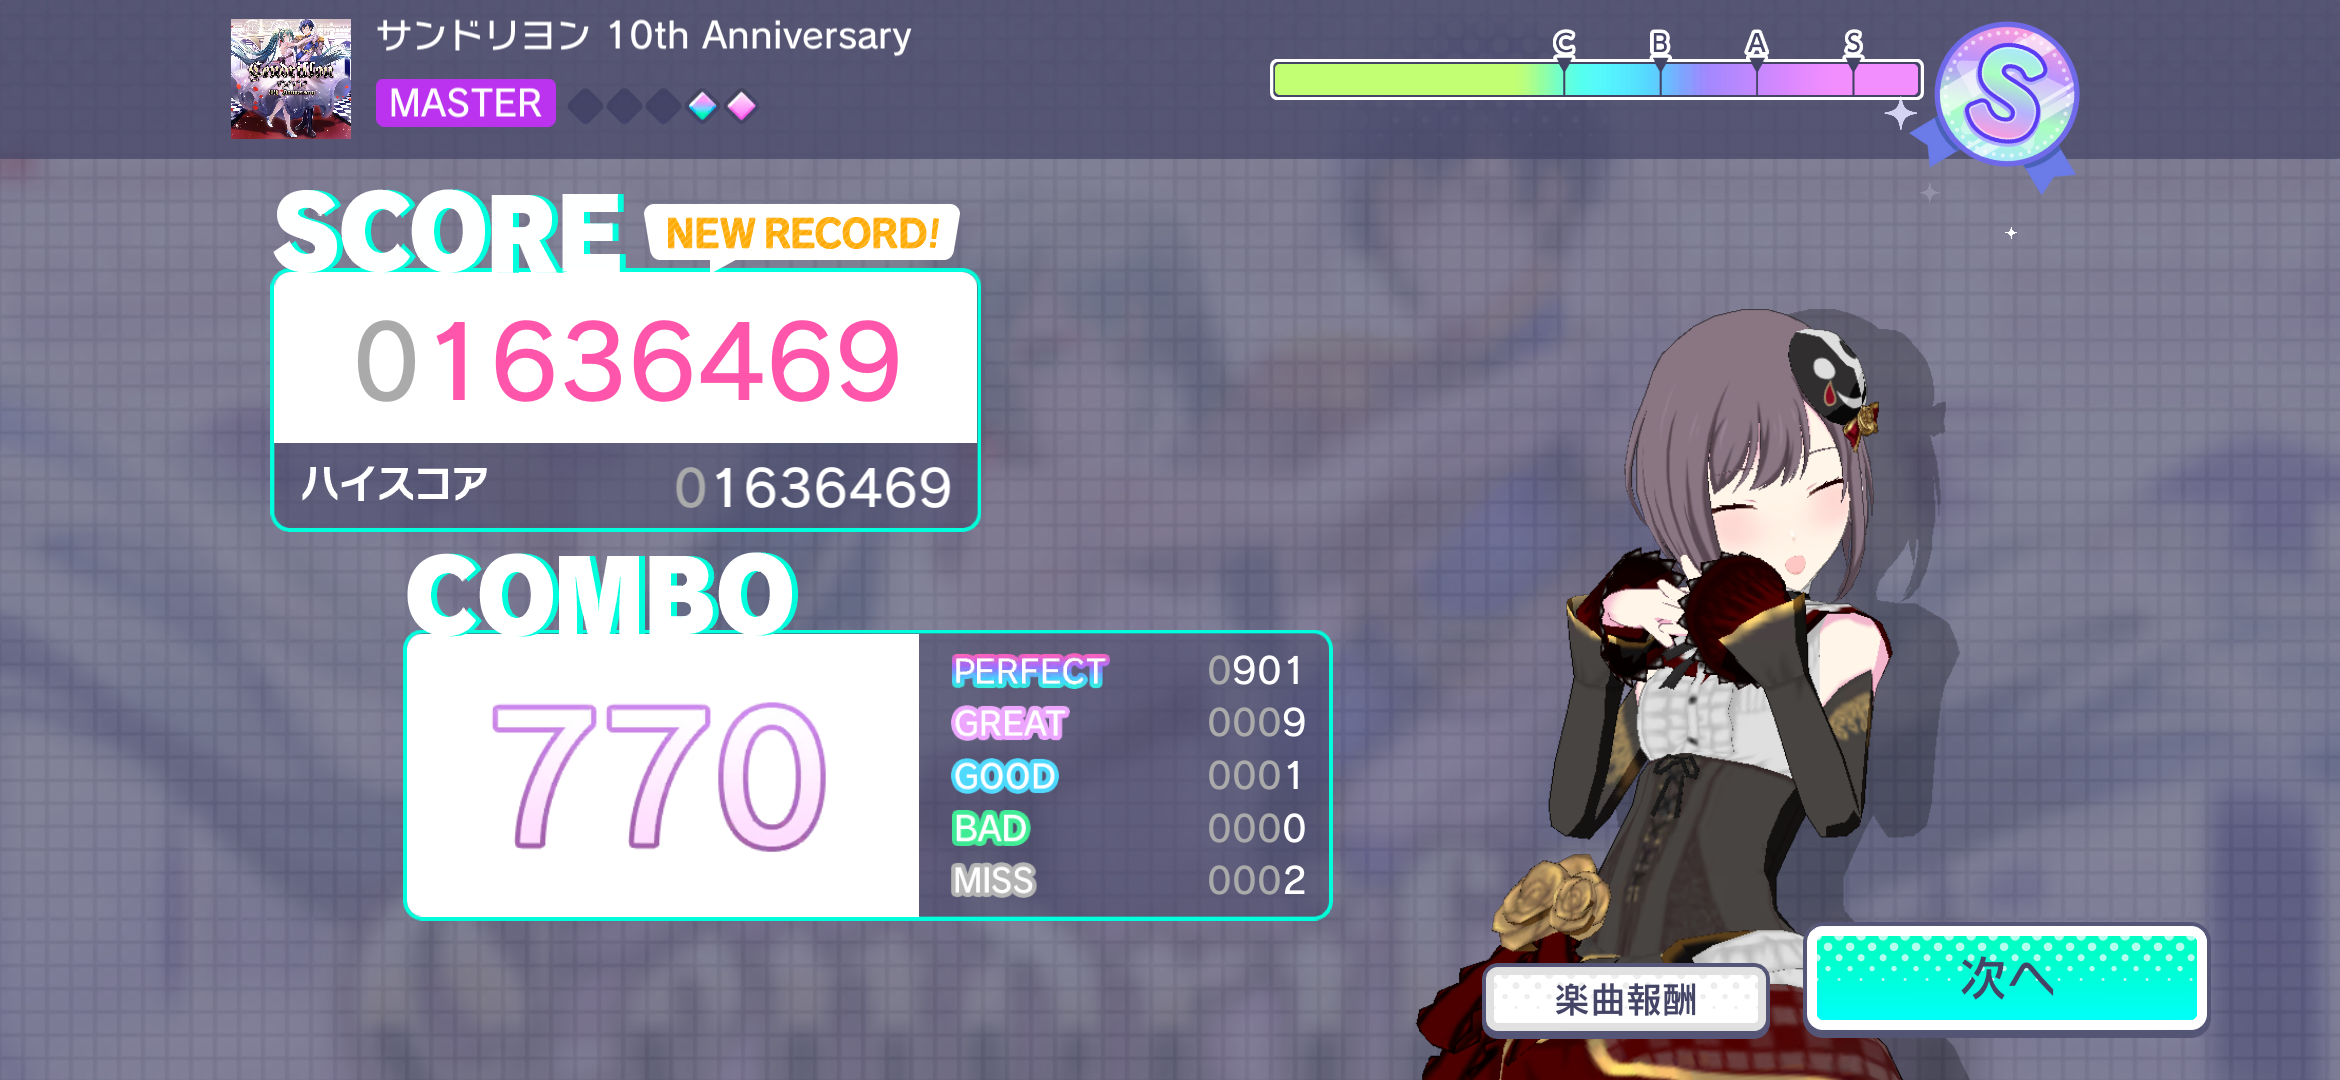 サンドリヨン 10th Anniversary
MASTER
C B A S
S
SCORE
NEW RECORD!
01636469
ハイスコア 01636469
COMBO
770
PERFECT 0901
GREAT 0009
GOOD 0001
BAD 0000
MISS 0002
楽曲報酬
次へ